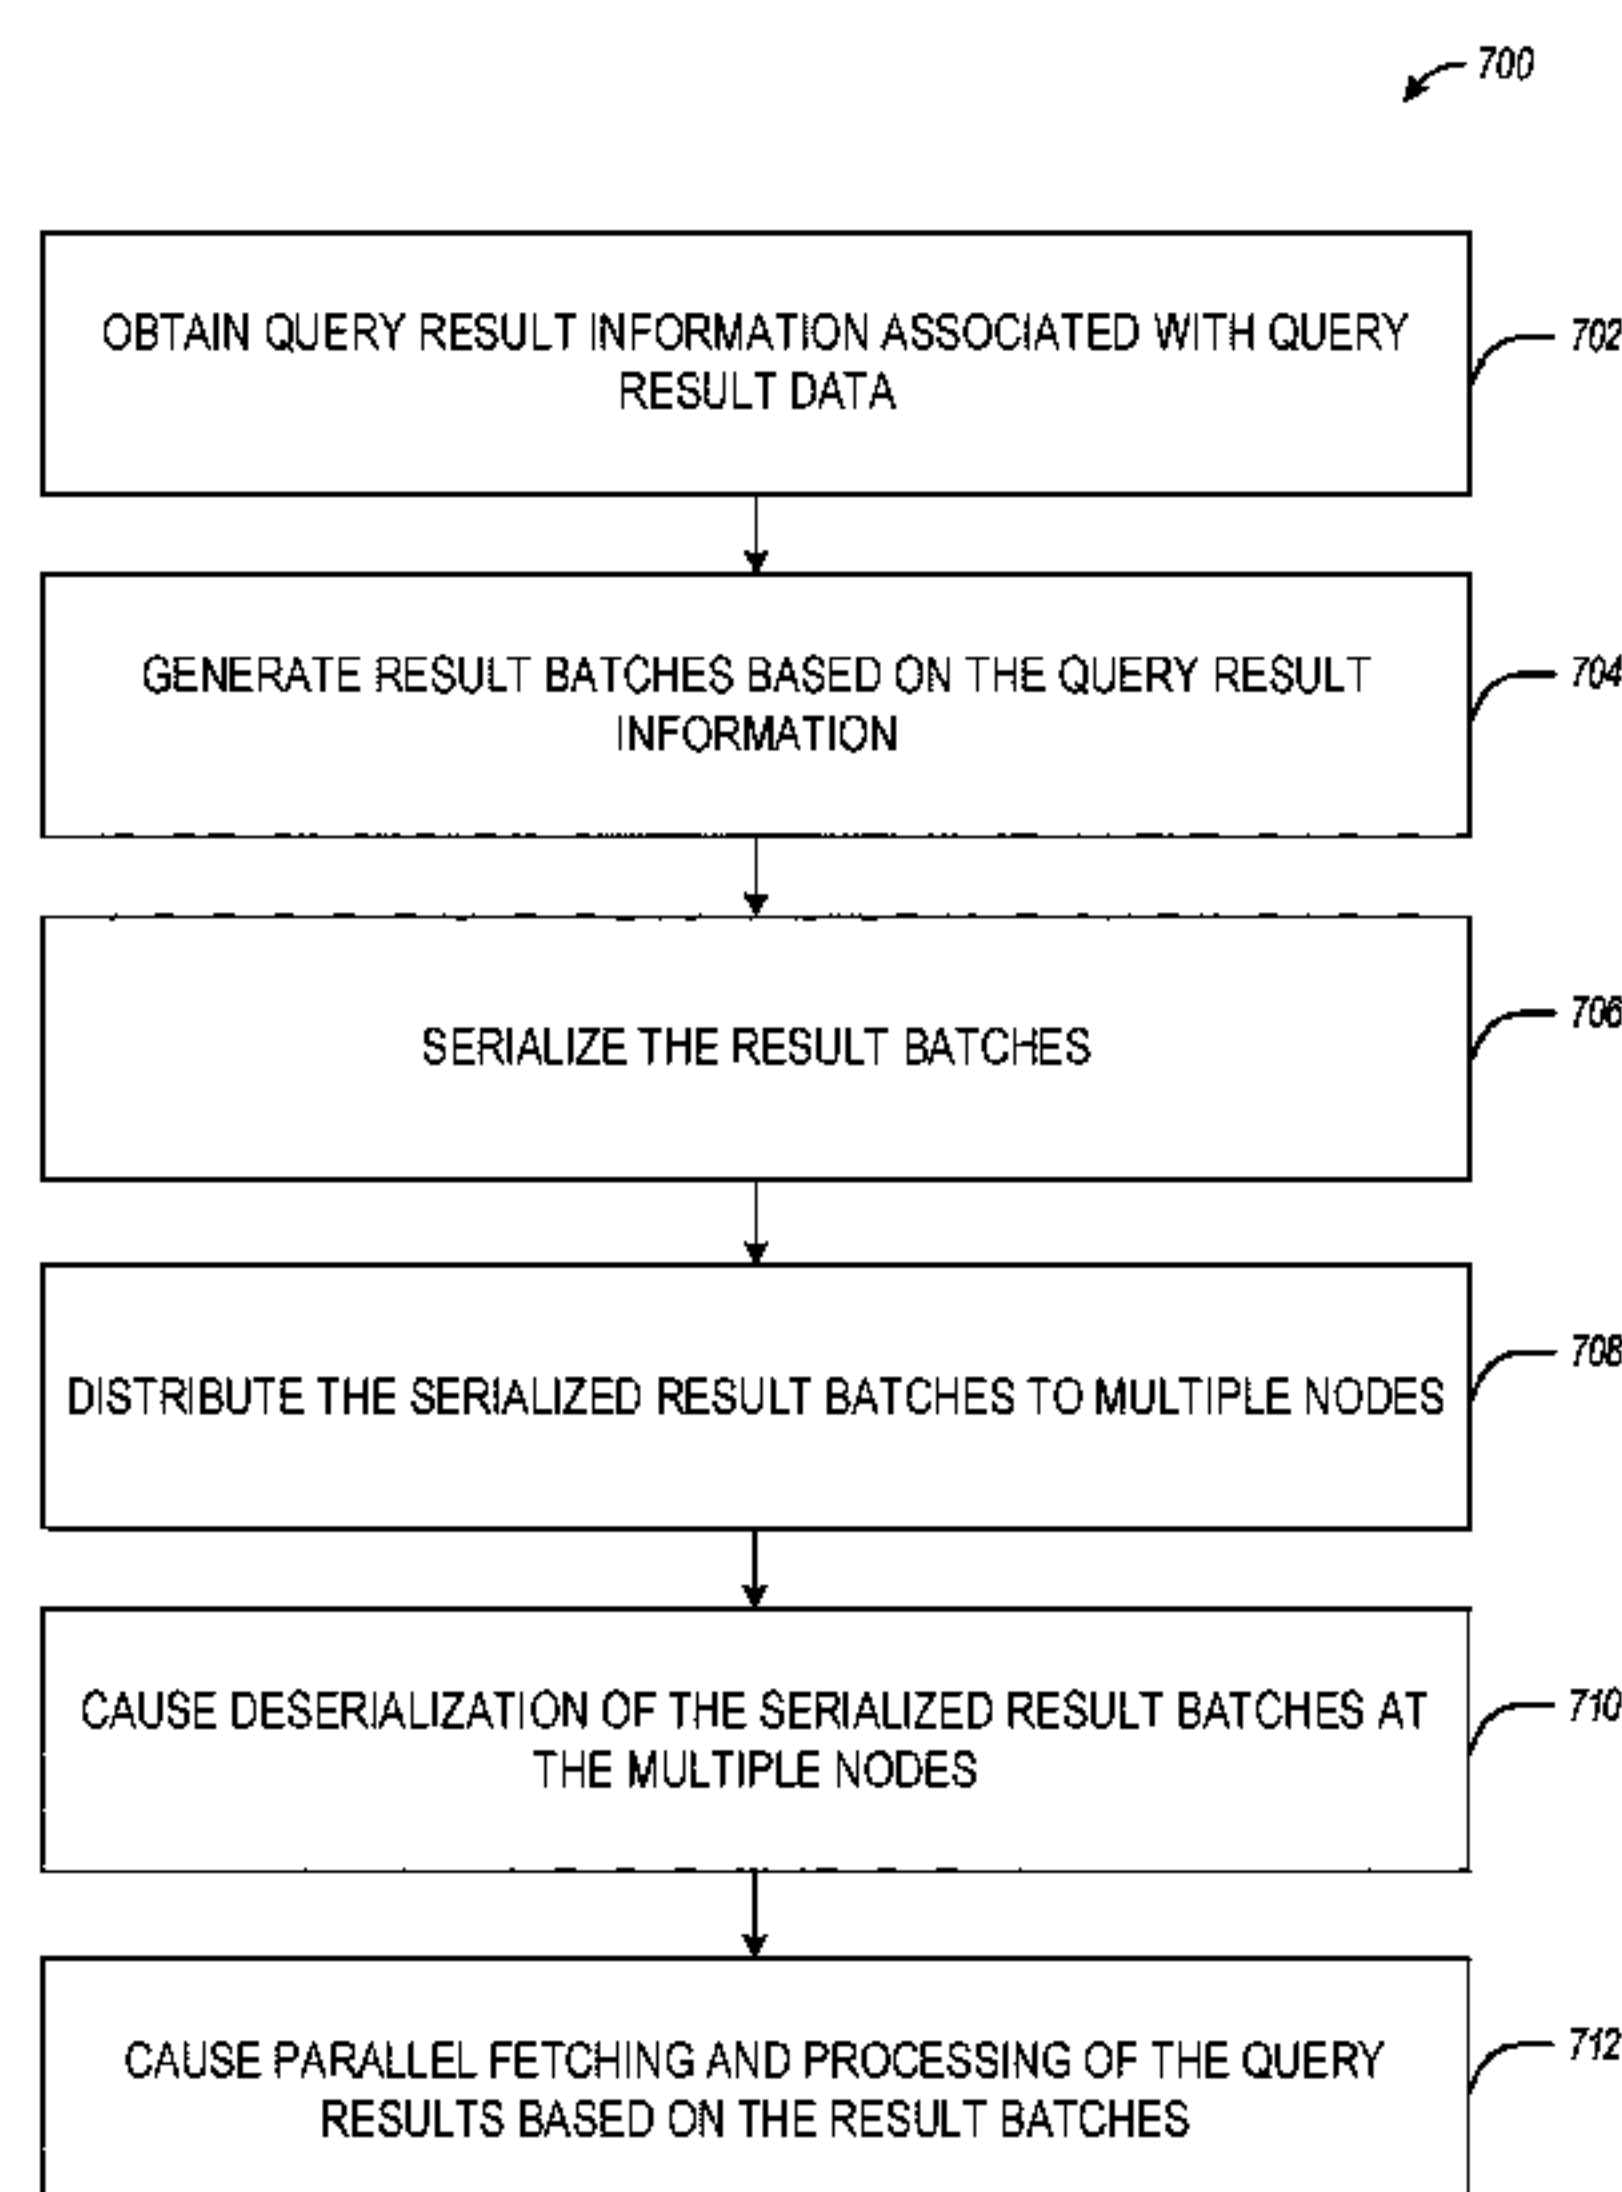 700
OBTAIN QUERY RESULT INFORMATION ASSOCIATED WITH QUERY
RESULT DATA
702
GENERATE RESULT BATCHES BASED ON THE QUERY RESULT
INFORMATION
704
SERIALIZE THE RESULT BATCHES
706
DISTRIBUTE THE SERIALIZED RESULT BATCHES TO MULTIPLE NODES
708
CAUSE DESERIALIZATION OF THE SERIALIZED RESULT BATCHES AT
THE MULTIPLE NODES
710
CAUSE PARALLEL FETCHING AND PROCESSING OF THE QUERY
RESULTS BASED ON THE RESULT BATCHES
712